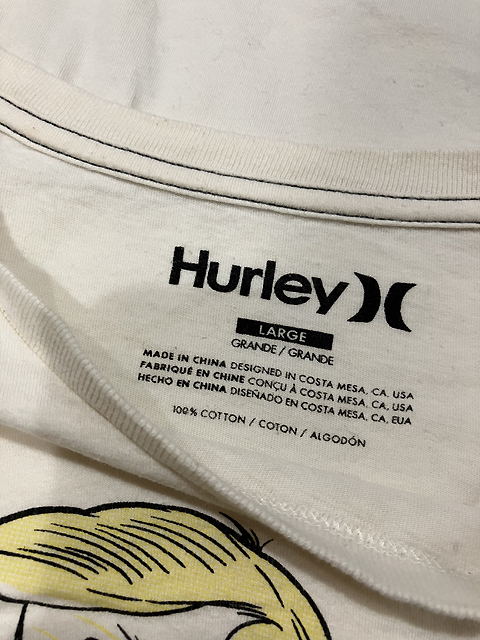 Hurley
LARGE
GRANDE / GRANDE
MADE IN CHINA DESIGNED IN COSTA MESA, CA, USA
FABRIQUÉ EN CHINE CONÇU À COSTA MESA, CA, USA
HECHO EN CHINA DISEÑADO EN COSTA MESA, CA, EUA
100% COTTON / COTON / ALGODÓN